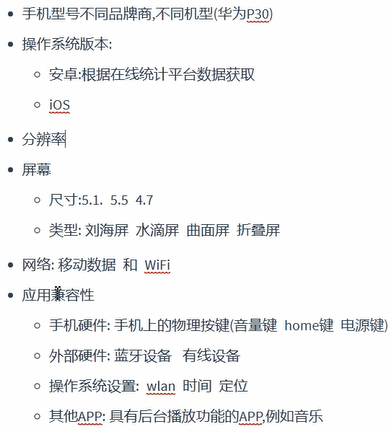 手机型号不同品牌商,不同机型(华为P30)
操作系统版本:
安卓:根据在线统计平台数据获取
iOS
分辨率
屏幕
尺寸:5.1. 5.5 4.7
类型: 刘海屏 水滴屏 曲面屏 折叠屏
网络: 移动数据 和 WiFi
应用兼容性
手机硬件: 手机上的物理按键(音量键 home键 电源键)
外部硬件: 蓝牙设备 有线设备
操作系统设置: wlan 时间 定位
其他APP: 具有后台播放功能的APP,例如音乐